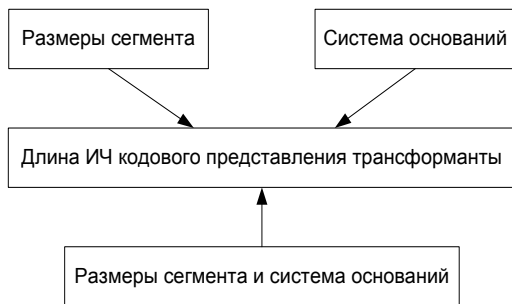 Размеры сегмента
Система оснований
Длина ИЧ кодового представления трансформанты
Размеры сегмента и система оснований